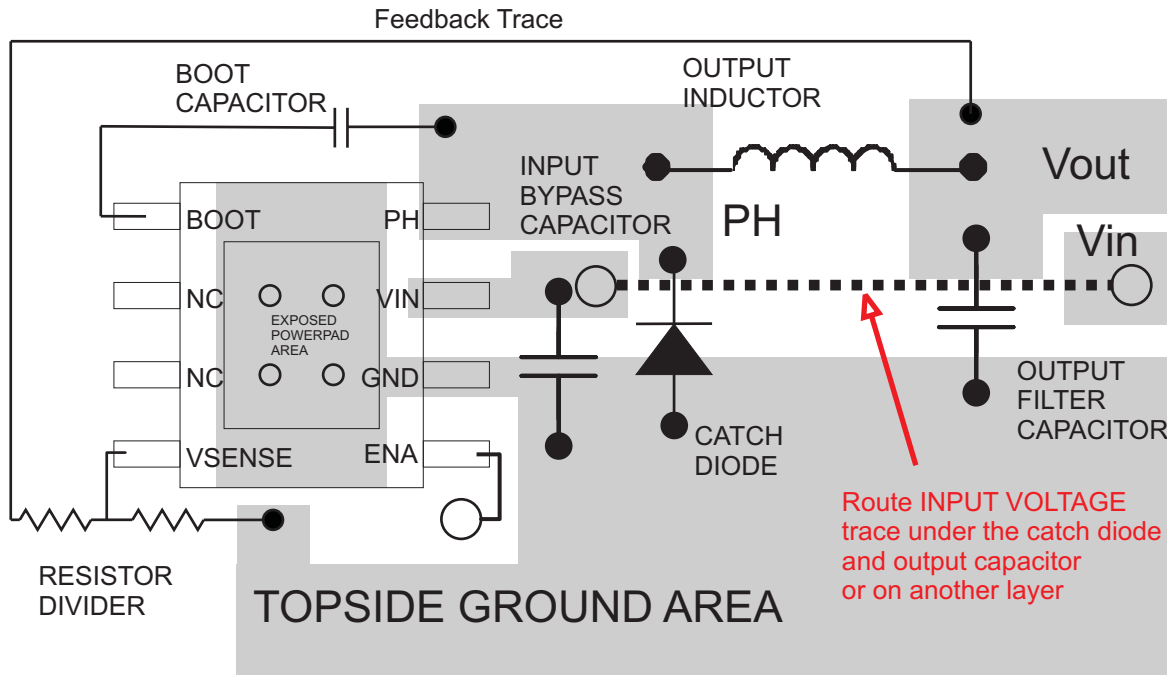 Feedback Trace
BOOT
CAPACITOR
OUTPUT
INDUCTOR
INPUT
BYPASS
CAPACITOR
Vout
PH
Vin
BOOT
PH
NC
VIN
EXPOSED
POWERPAD
AREA
NC
GND
VSENSE
ENA
CATCH
DIODE
OUTPUT
FILTER
CAPACITOR
Route INPUT VOLTAGE
trace under the catch diode
and output capacitor
or on another layer
RESISTOR
DIVIDER
TOPSIDE GROUND AREA